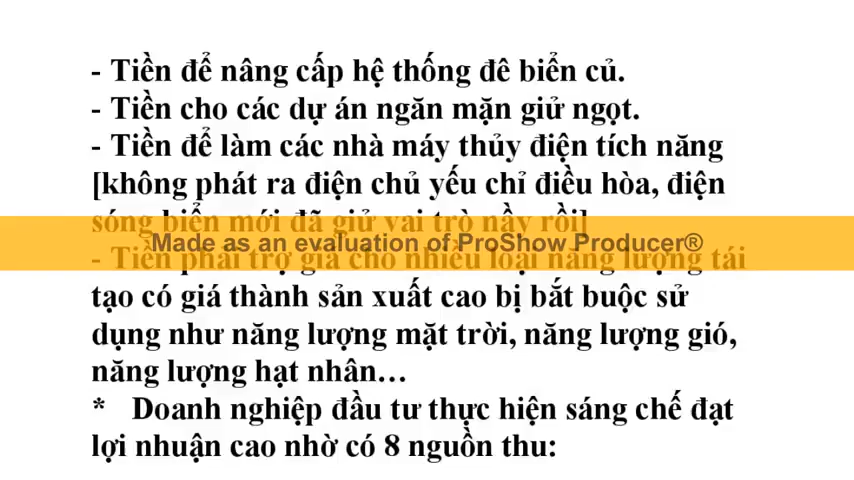 - Tiền để nâng cấp hệ thống đê biển củ.
- Tiền cho các dự án ngăn mặn giữ ngọt.
- Tiền để làm các nhà máy thủy điện tích năng
[không phát ra điện chủ yếu chỉ điều hòa, điện
sóng biển mới đã giữ vai trò nầy rồi]
Made as an evaluation of ProShow Producer®
- Tiền phải trợ giá cho nhiều loại năng lượng tái
tạo có giá thành sản xuất cao bị bắt buộc sử
dụng như năng lượng mặt trời, năng lượng gió,
năng lượng hạt nhân...
* Doanh nghiệp đầu tư thực hiện sáng chế đạt
lợi nhuận cao nhờ có 8 nguồn thu: